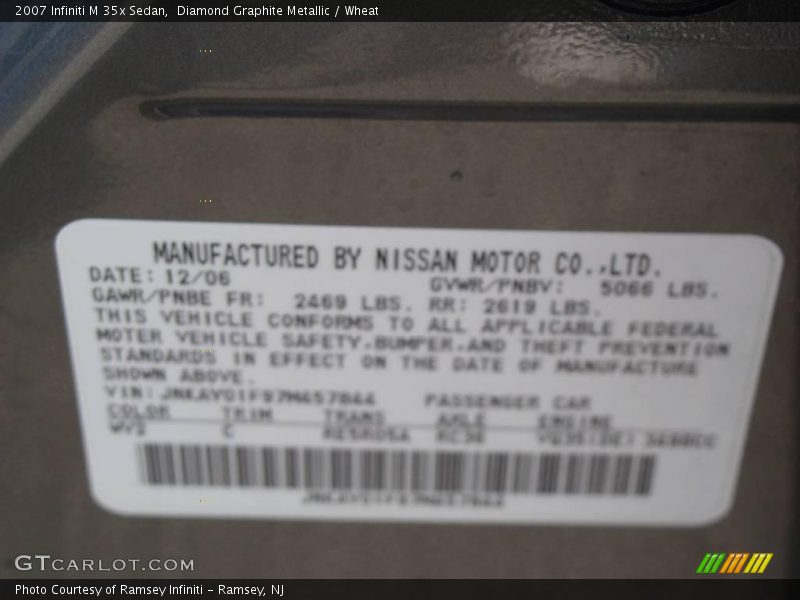 2007 Infiniti M 35x Sedan, Diamond Graphite Metallic / Wheat
MANUFACTURED BY NISSAN MOTOR CO.,LTD.
DATE: 12/06 GVWR/PNBV: 5066 LBS.
GAWR/PNBE FR: 2469 LBS. RR: 2619 LBS.
THIS VEHICLE CONFORMS TO ALL APPLICABLE FEDERAL
MOTER VEHICLE SAFETY,BUMPER,AND THEFT PREVENTION
STANDARDS IN EFFECT ON THE DATE OF MANUFACTURE
SHOWN ABOVE.
VIN: PASSENGER CAR
COLOR TRIM TRANS AXLE ENGINE
C
GTCARLOT.COM
Photo Courtesy of Ramsey Infiniti - Ramsey, NJ